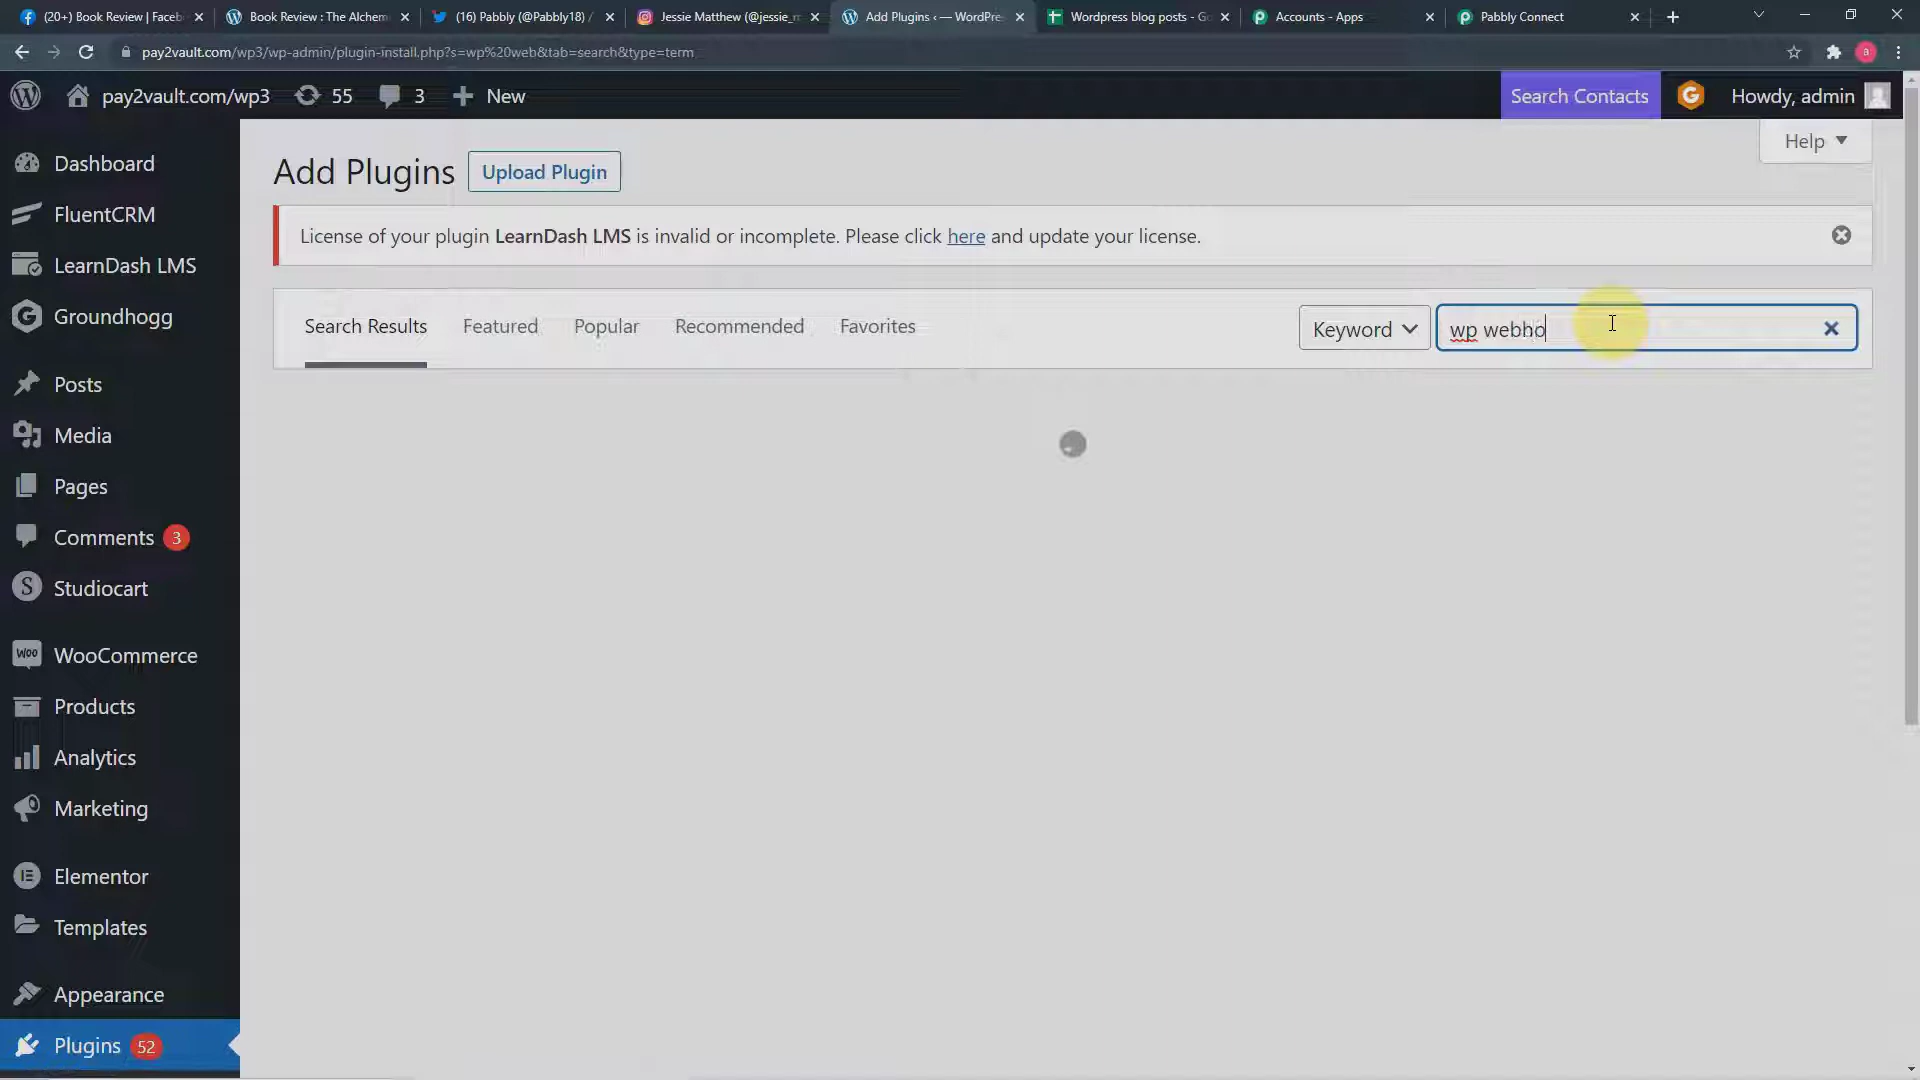 (20+) Book Review | Faceb
Book Review : The Alchem
(16) Pabbly (@Pabbly18) /
Jessie Matthew (@jessie_m
Add Plugins ‹ — WordPre
Wordpress blog posts - Go
Accounts - Apps
Pabbly Connect
pay2vault.com/wp3/wp-admin/plugin-install.php?s=wp%20web&tab=search&type=term
a
pay2vault.com/wp3
55
3
New
Search Contacts
Howdy, admin
Dashboard
FluentCRM
LearnDash LMS
Groundhogg
Posts
Media
Pages
Comments 3
Studiocart
WooCommerce
Products
Analytics
Marketing
Elementor
Templates
Appearance
Plugins 52
Help
Add Plugins
Upload Plugin
License of your plugin LearnDash LMS is invalid or incomplete. Please click here and update your license.
Search Results
Featured
Popular
Recommended
Favorites
Keyword
wp webho